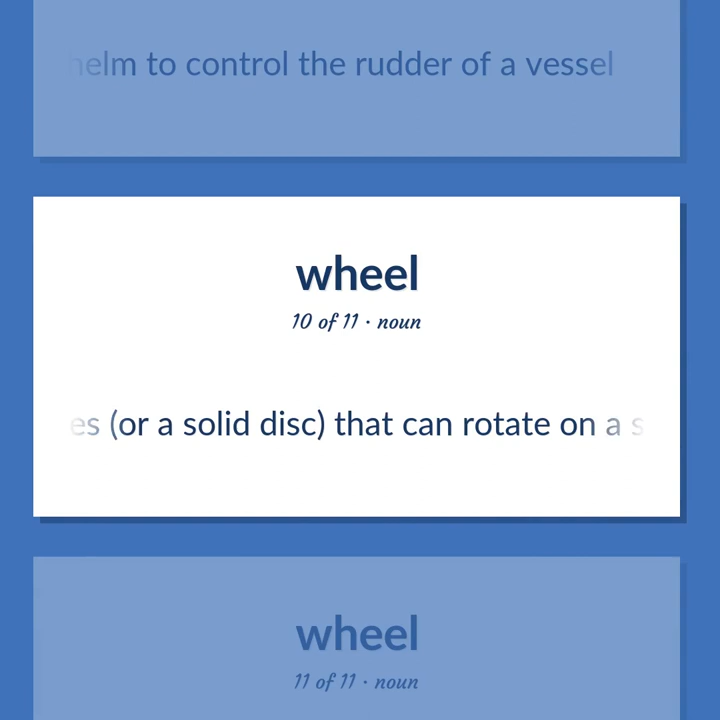 helm to control the rudder of a vessel
wheel
10 of 11 · noun
es (or a solid disc) that can rotate on a s
wheel
11 of 11 · noun